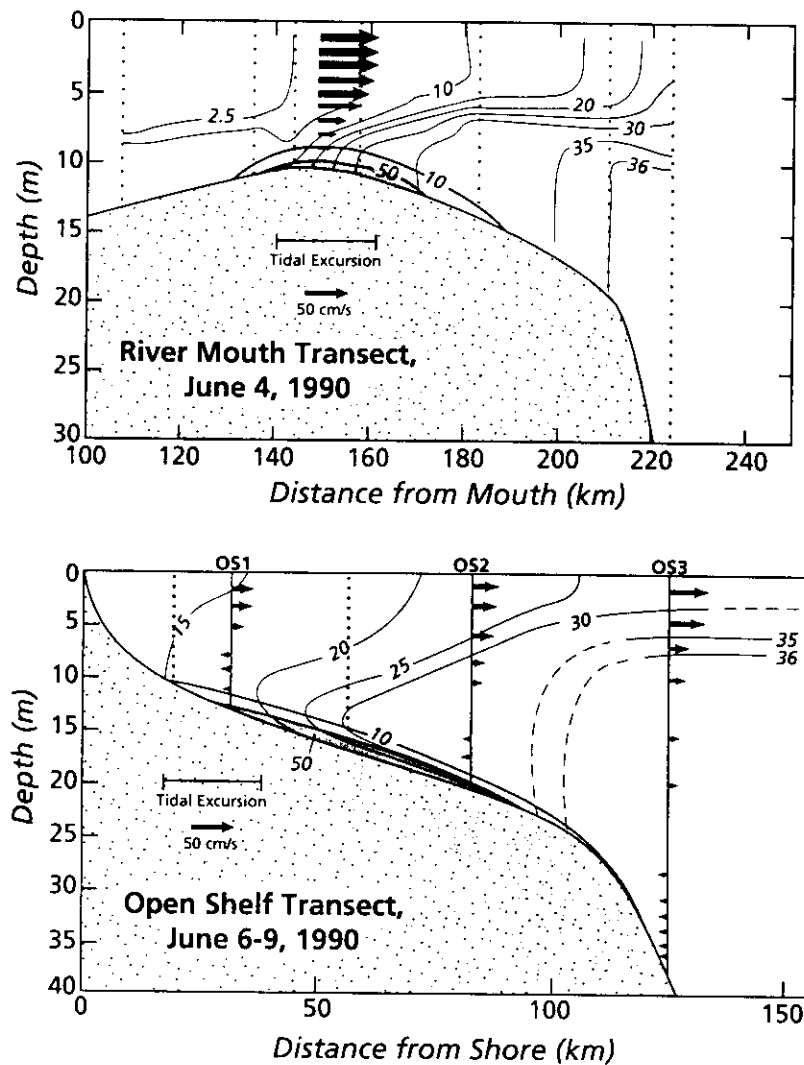 0
5
10
15
20
25
30
Depth (m)
2.5
10
20
30
35
36
50
10
Tidal Excursion
50 cm/s
River Mouth Transect,
June 4, 1990
100 120 140 160 180 200 220 240
Distance from Mouth (km)
OS1 OS2 OS3
0
5
10
15
20
25
30
35
40
Depth (m)
15
20
25
30
35
36
10
50
Tidal Excursion
50 cm/s
Open Shelf Transect,
June 6-9, 1990
0 50 100 150
Distance from Shore (km)